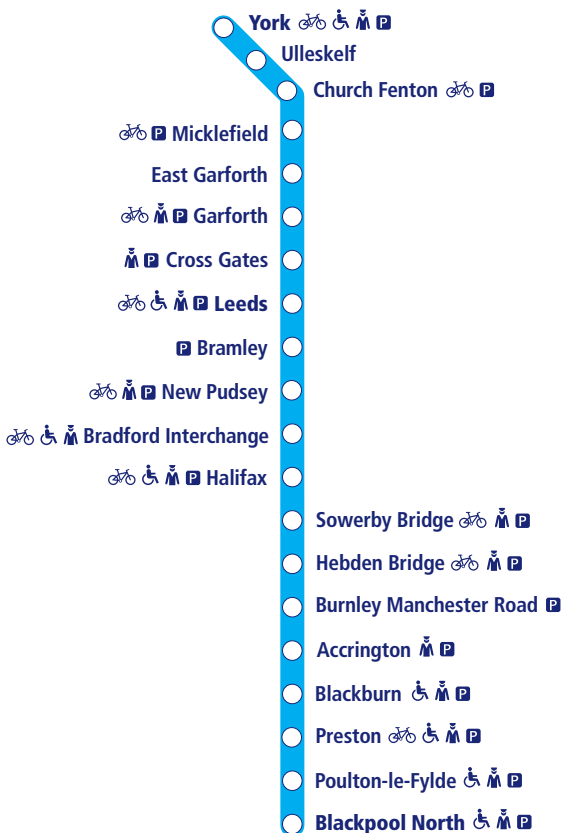 York P
Ulleskelf
Church Fenton P
P Micklefield
East Garforth
P Garforth
P Cross Gates
P Leeds
P Bramley
P New Pudsey
Bradford Interchange
P Halifax
Sowerby Bridge P
Hebden Bridge P
Burnley Manchester Road P
Accrington P
Blackburn P
Preston P
Poulton-le-Fylde P
Blackpool North P